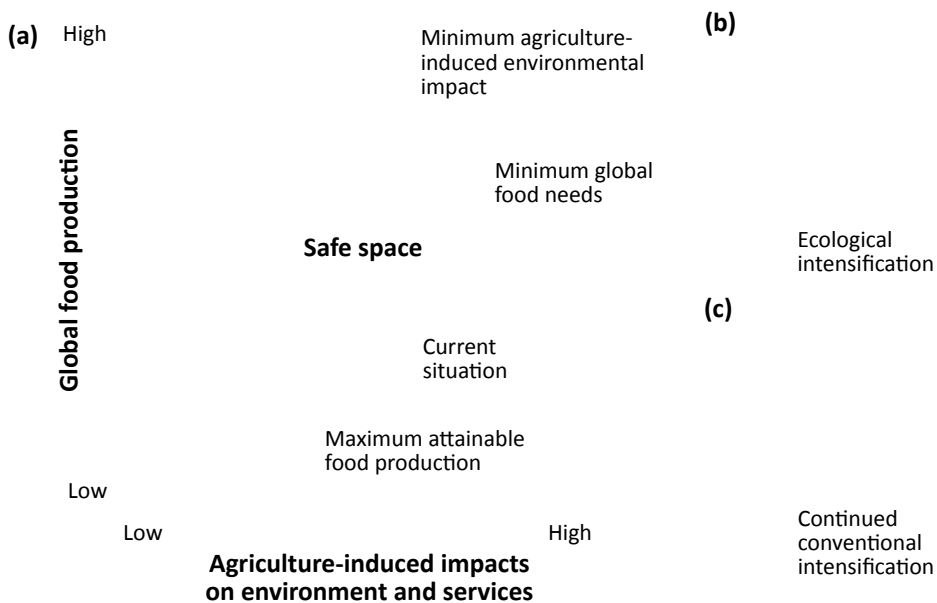 (a)
High
Global food production
Low
Minimum agriculture-
induced environmental
impact
Minimum global
food needs
Safe space
Current
situation
Maximum attainable
food production
Low
High
Agriculture-induced impacts
on environment and services
(b)
Ecological
intensification
(c)
Continued
conventional
intensification